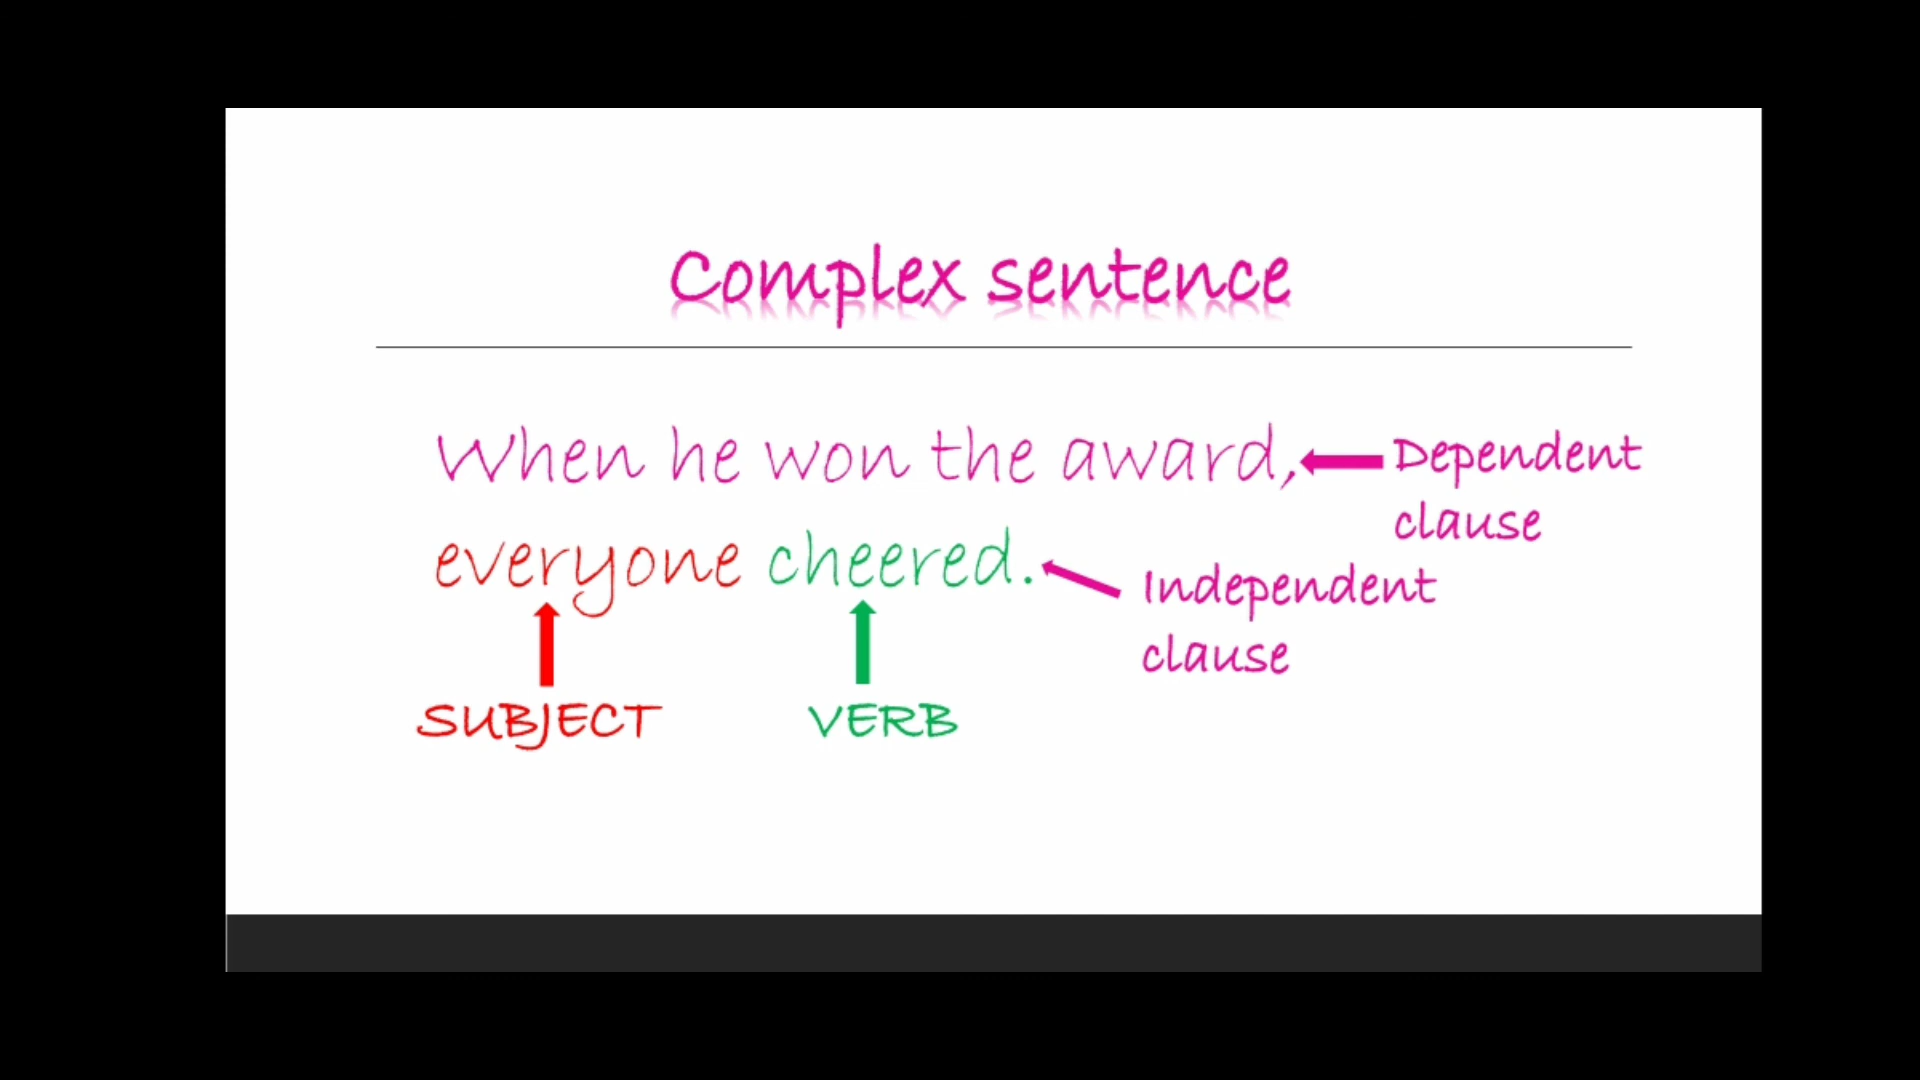 Complex sentence
When he won the award,
Dependent
clause
everyone cheered.
Independent
clause
SUBJECT
VERB